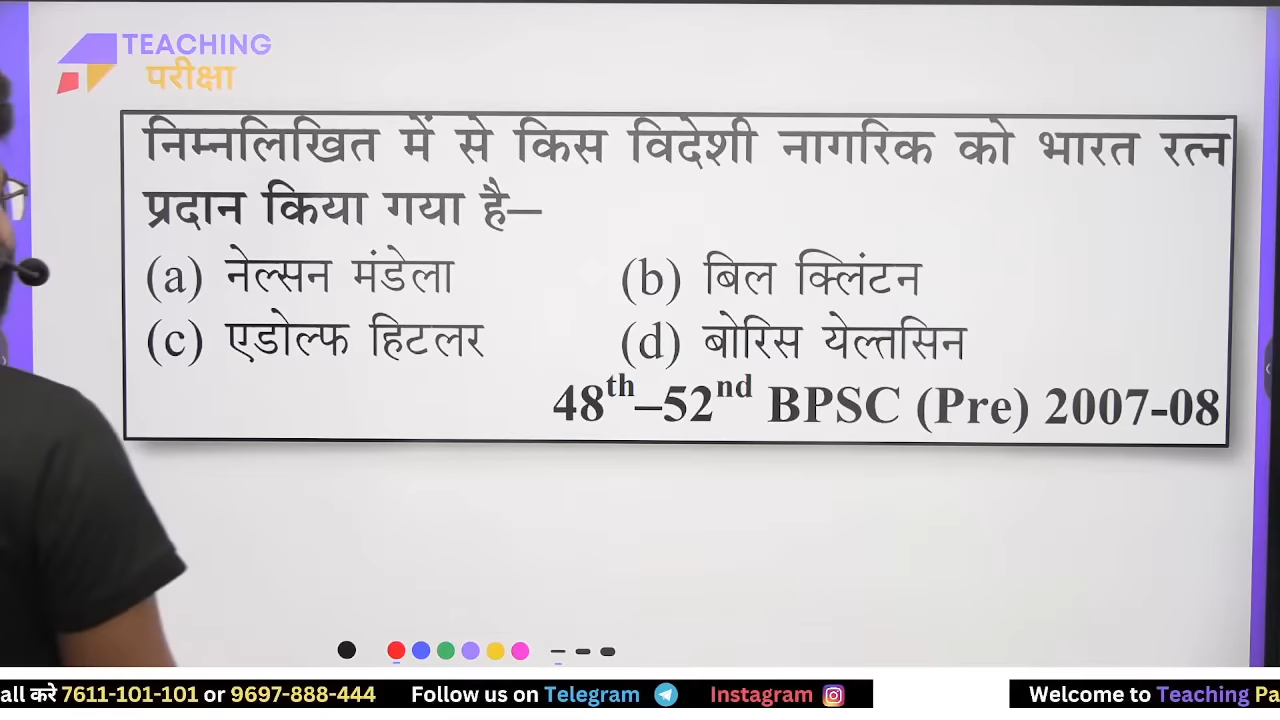 TEACHING
परीक्षा
निम्नलिखित में से किस विदेशी नागरिक को भारत रत्न
प्रदान किया गया है—
(a) नेल्सन मंडेला (b) बिल क्लिंटन
(c) एडोल्फ हिटलर (d) बोरिस येल्तसिन
48th–52nd BPSC (Pre) 2007-08
all करे 7611-101-101 or 9697-888-444 Follow us on Telegram Instagram Welcome to Teaching Pa